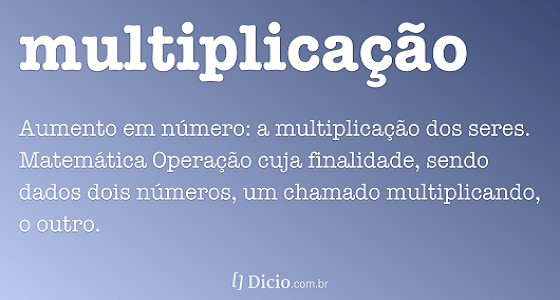 multiplicação
Aumento em número: a multiplicação dos seres.
Matemática Operação cuja finalidade, sendo
dados dois números, um chamado multiplicando,
o outro.
Dicio.com.br